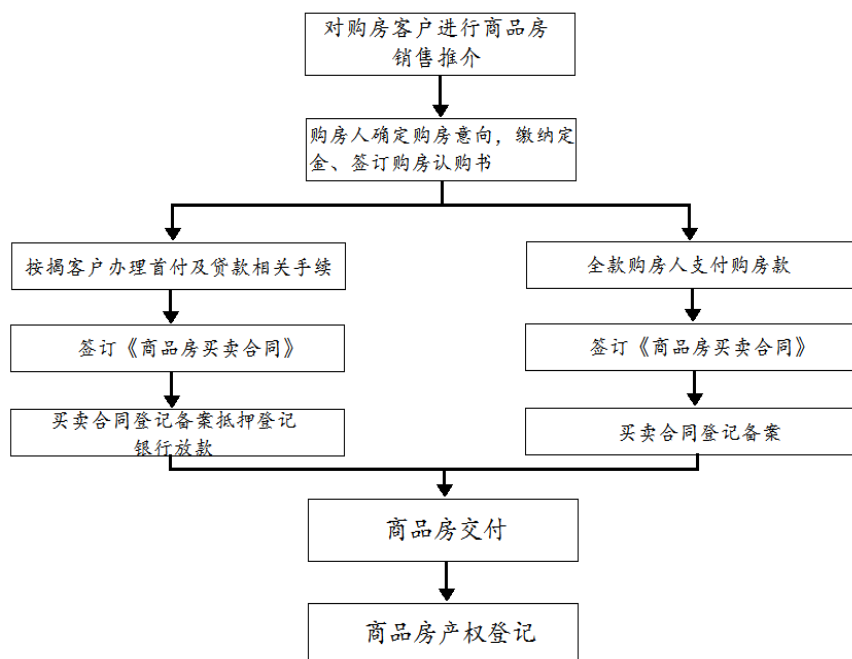 对购房客户进行商品房
销售推介
购房人确定购房意向，缴纳定
金、签订购房认购书
按揭客户办理首付及贷款相关手续
全款购房人支付购房款
签订《商品房买卖合同》
签订《商品房买卖合同》
买卖合同登记备案抵押登记
银行放款
买卖合同登记备案
商品房交付
商品房产权登记